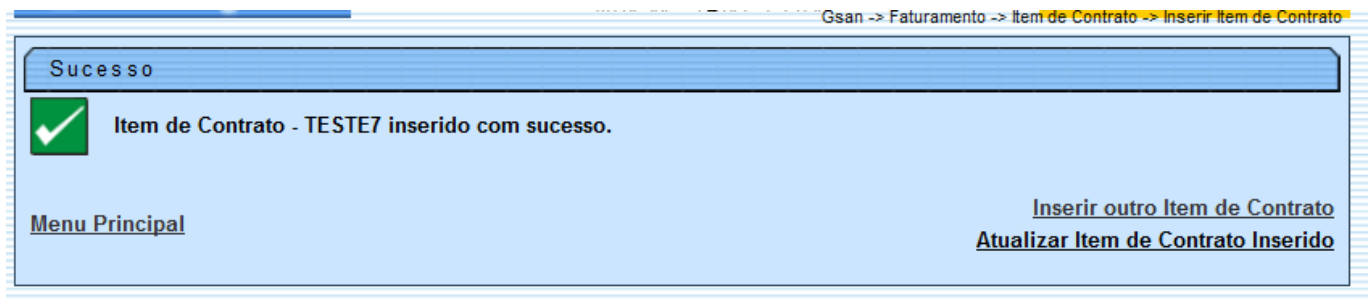 Gsan -> Faturamento -> Item de Contrato -> Inserir Item de Contrato
Sucesso
Item de Contrato - TESTE7 inserido com sucesso.
Inserir outro Item de Contrato
Menu Principal
Atualizar Item de Contrato Inserido